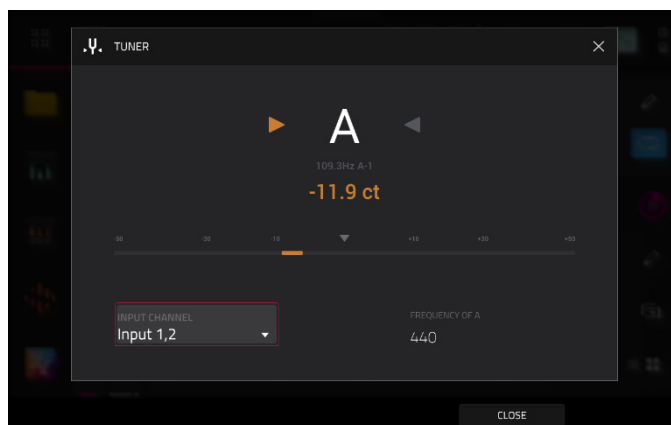 TUNER
A
109.3Hz A-1
-11.9 ct
-50 -30 -10 +10 +30 +50
INPUT CHANNEL
Input 1,2
FREQUENCY OF A
440
CLOSE